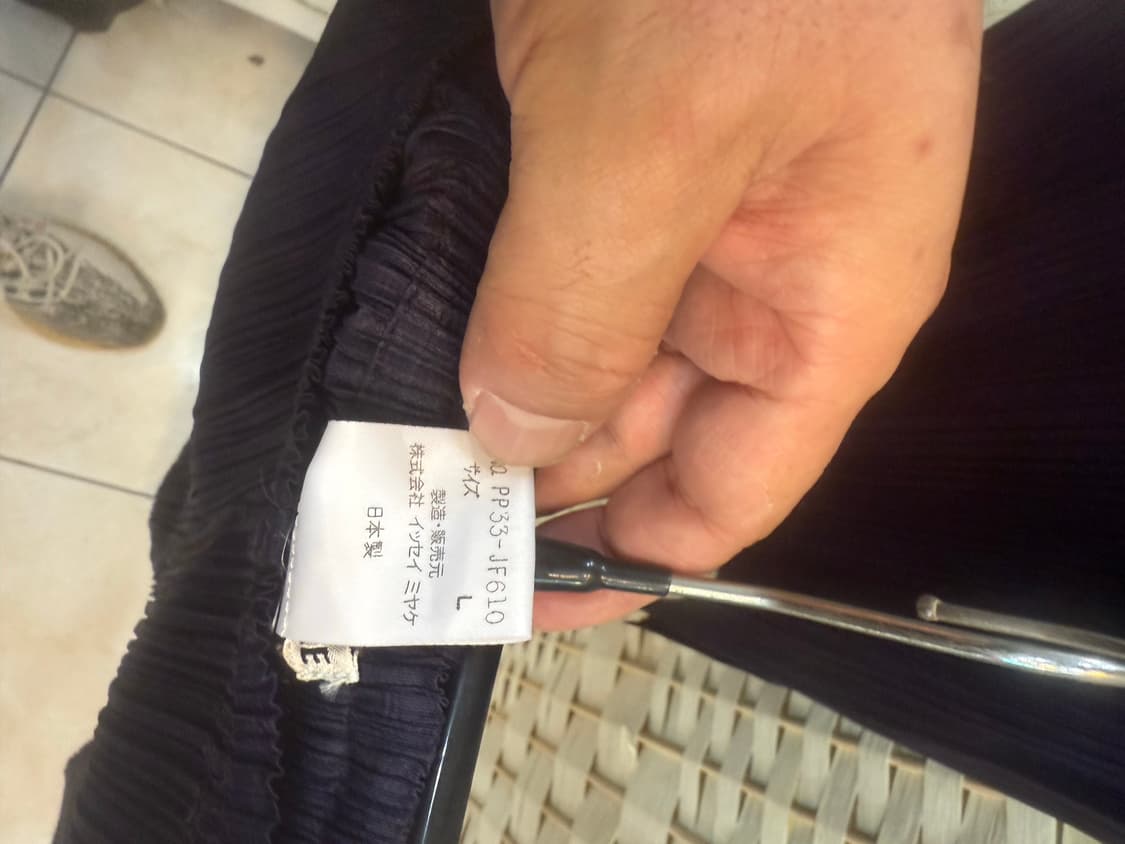 PP33-JF610
サイズ L
製造・販売元
株式会社 イッセイ ミヤケ
日本製
E